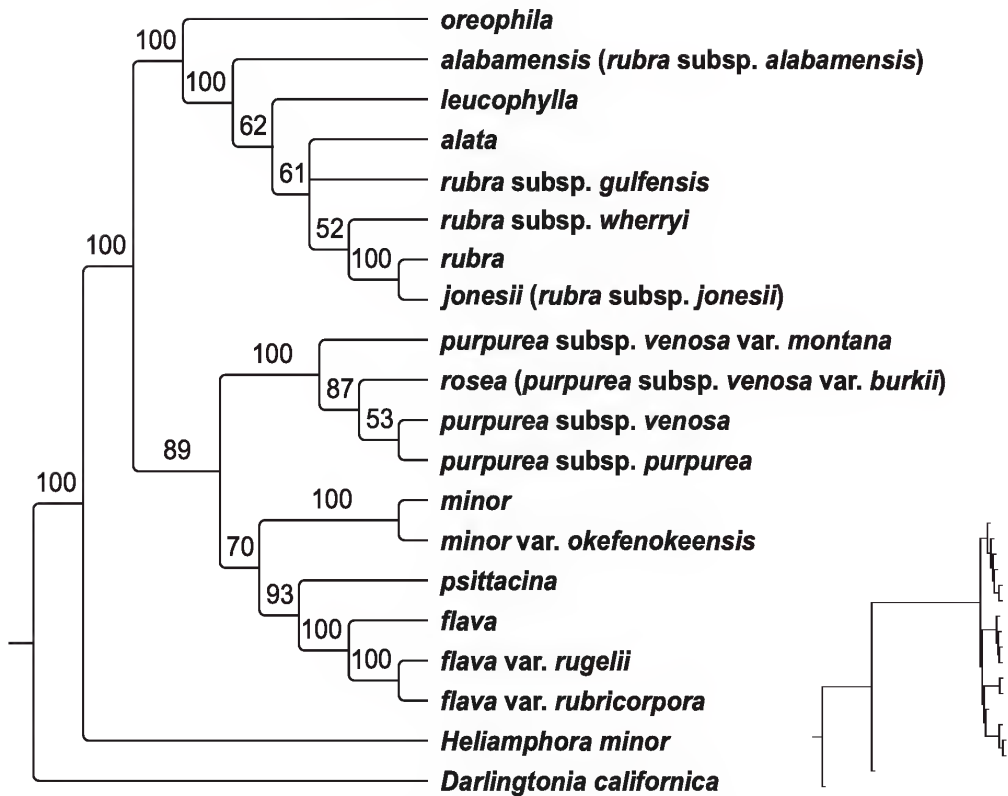 oreophila
100
alabamensis (rubra subsp. alabamensis)
100
leucophylla
62
alata
61
rubra subsp. gulfensis
rubra subsp. wherryi
52
100
rubra
100
jonesii (rubra subsp. jonesii)
purpurea subsp. venosa var. montana
100
rosea (purpurea subsp. venosa var. burkii)
87
53
purpurea subsp. venosa
89
purpurea subsp. purpurea
100
100
minor
70
minor var. okefenokeensis
93
psittacina
100
flava
100
flava var. rugelii
flava var. rubricorpora
Heliamphora minor
Darlingtonia californica